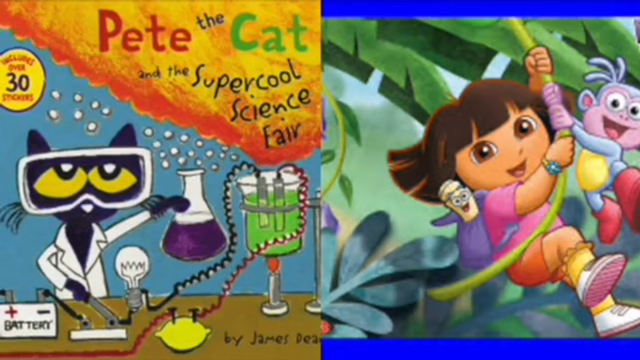 Pete the Cat
and the Supercool
Science
Fair
INCLUDES
OVER
30
STICKERS
+ -
BATTERY
by James Dea